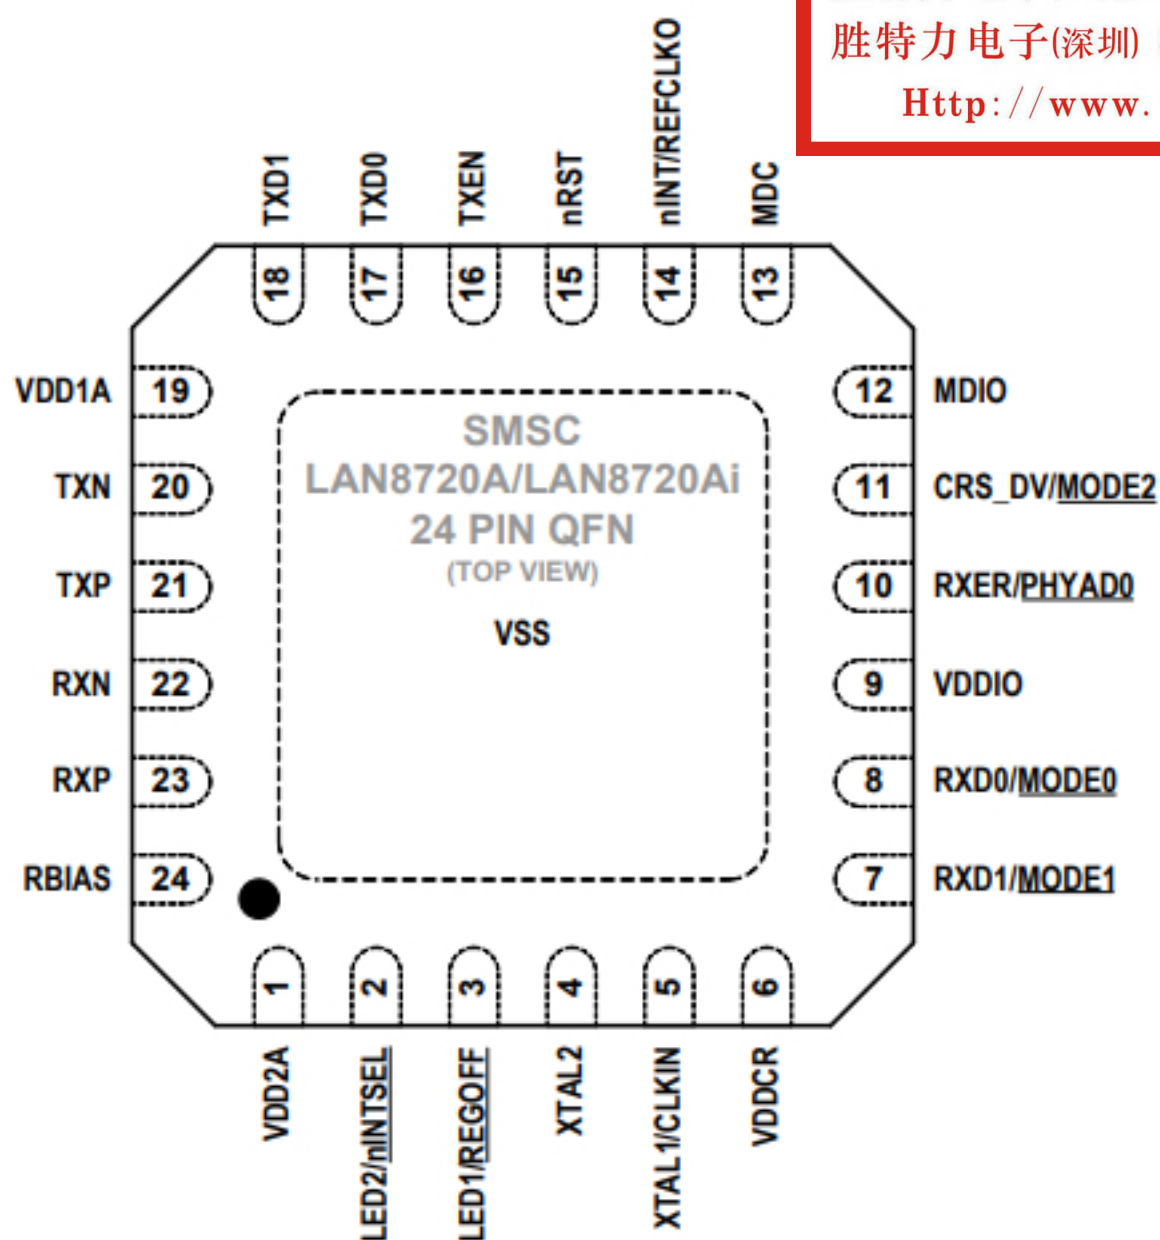 胜特力电子(深圳)
Http://www.
TXD1
TXD0
TXEN
nRST
nINT/REFCLKO
MDC
18
17
16
15
14
13
VDD1A 19
12 MDIO
TXN 20
11 CRS_DV/MODE2
TXP 21
10 RXER/PHYAD0
RXN 22
9 VDDIO
RXP 23
8 RXD0/MODE0
RBIAS 24
7 RXD1/MODE1
SMSC
LAN8720A/LAN8720Ai
24 PIN QFN
(TOP VIEW)
VSS
1
2
3
4
5
6
VDD2A
LED2/nINTSEL
LED1/REGOFF
XTAL2
XTAL1/CLKIN
VDDCR